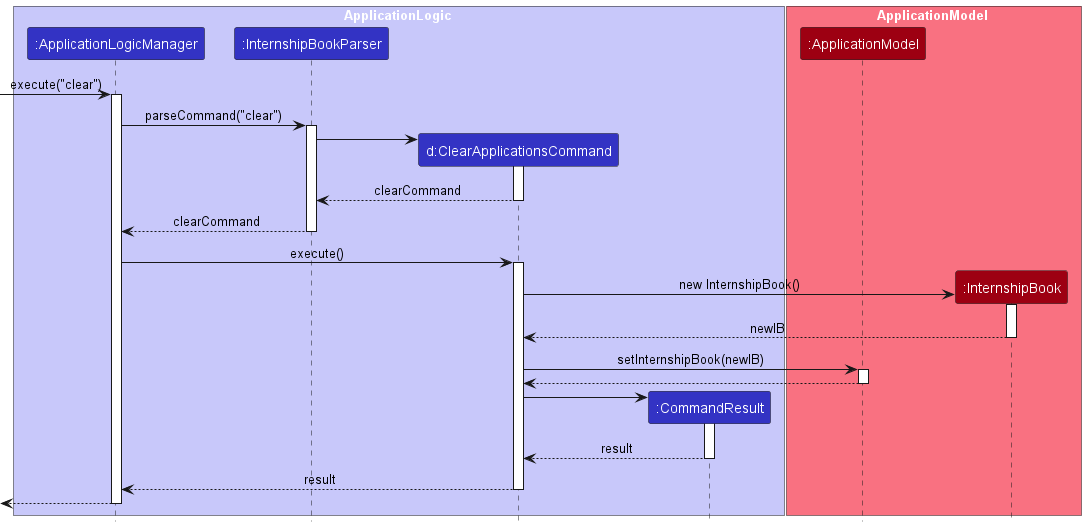 ApplicationLogic
ApplicationModel
:ApplicationLogicManager
:InternshipBookParser
:ApplicationModel
execute("clear")
parseCommand("clear")
d:ClearApplicationsCommand
clearCommand
clearCommand
execute()
new InternshipBook()
:InternshipBook
newIB
setInternshipBook(newIB)
:CommandResult
result
result